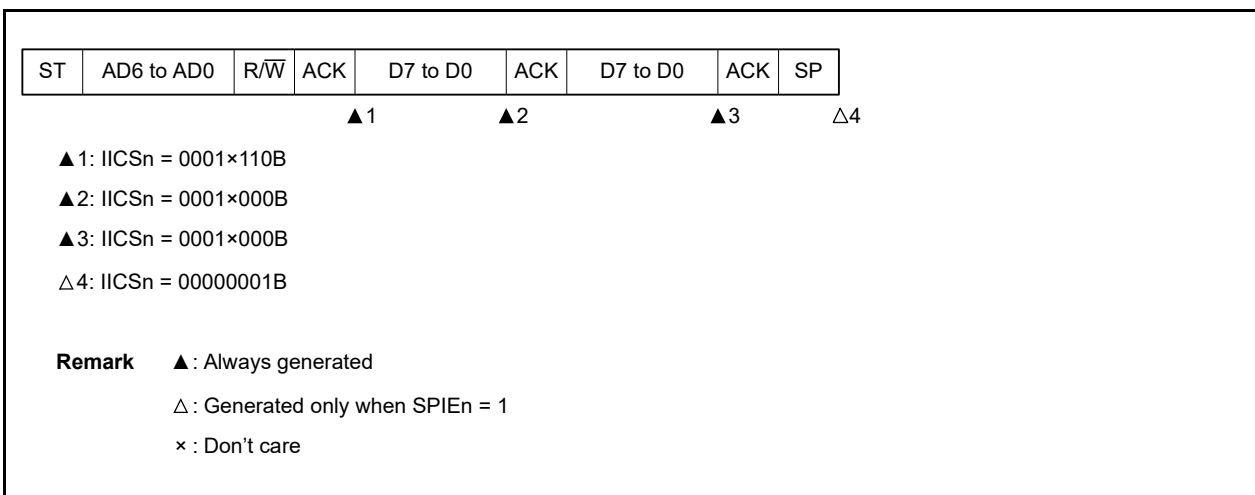 ST AD6 to AD0 R/W̅ ACK D7 to D0 ACK D7 to D0 ACK SP
▲1 ▲2 ▲3 △4
▲1: IICSn = 0001×110B
▲2: IICSn = 0001×000B
▲3: IICSn = 0001×000B
△4: IICSn = 00000001B
Remark ▲: Always generated
△: Generated only when SPIEn = 1
×: Don’t care